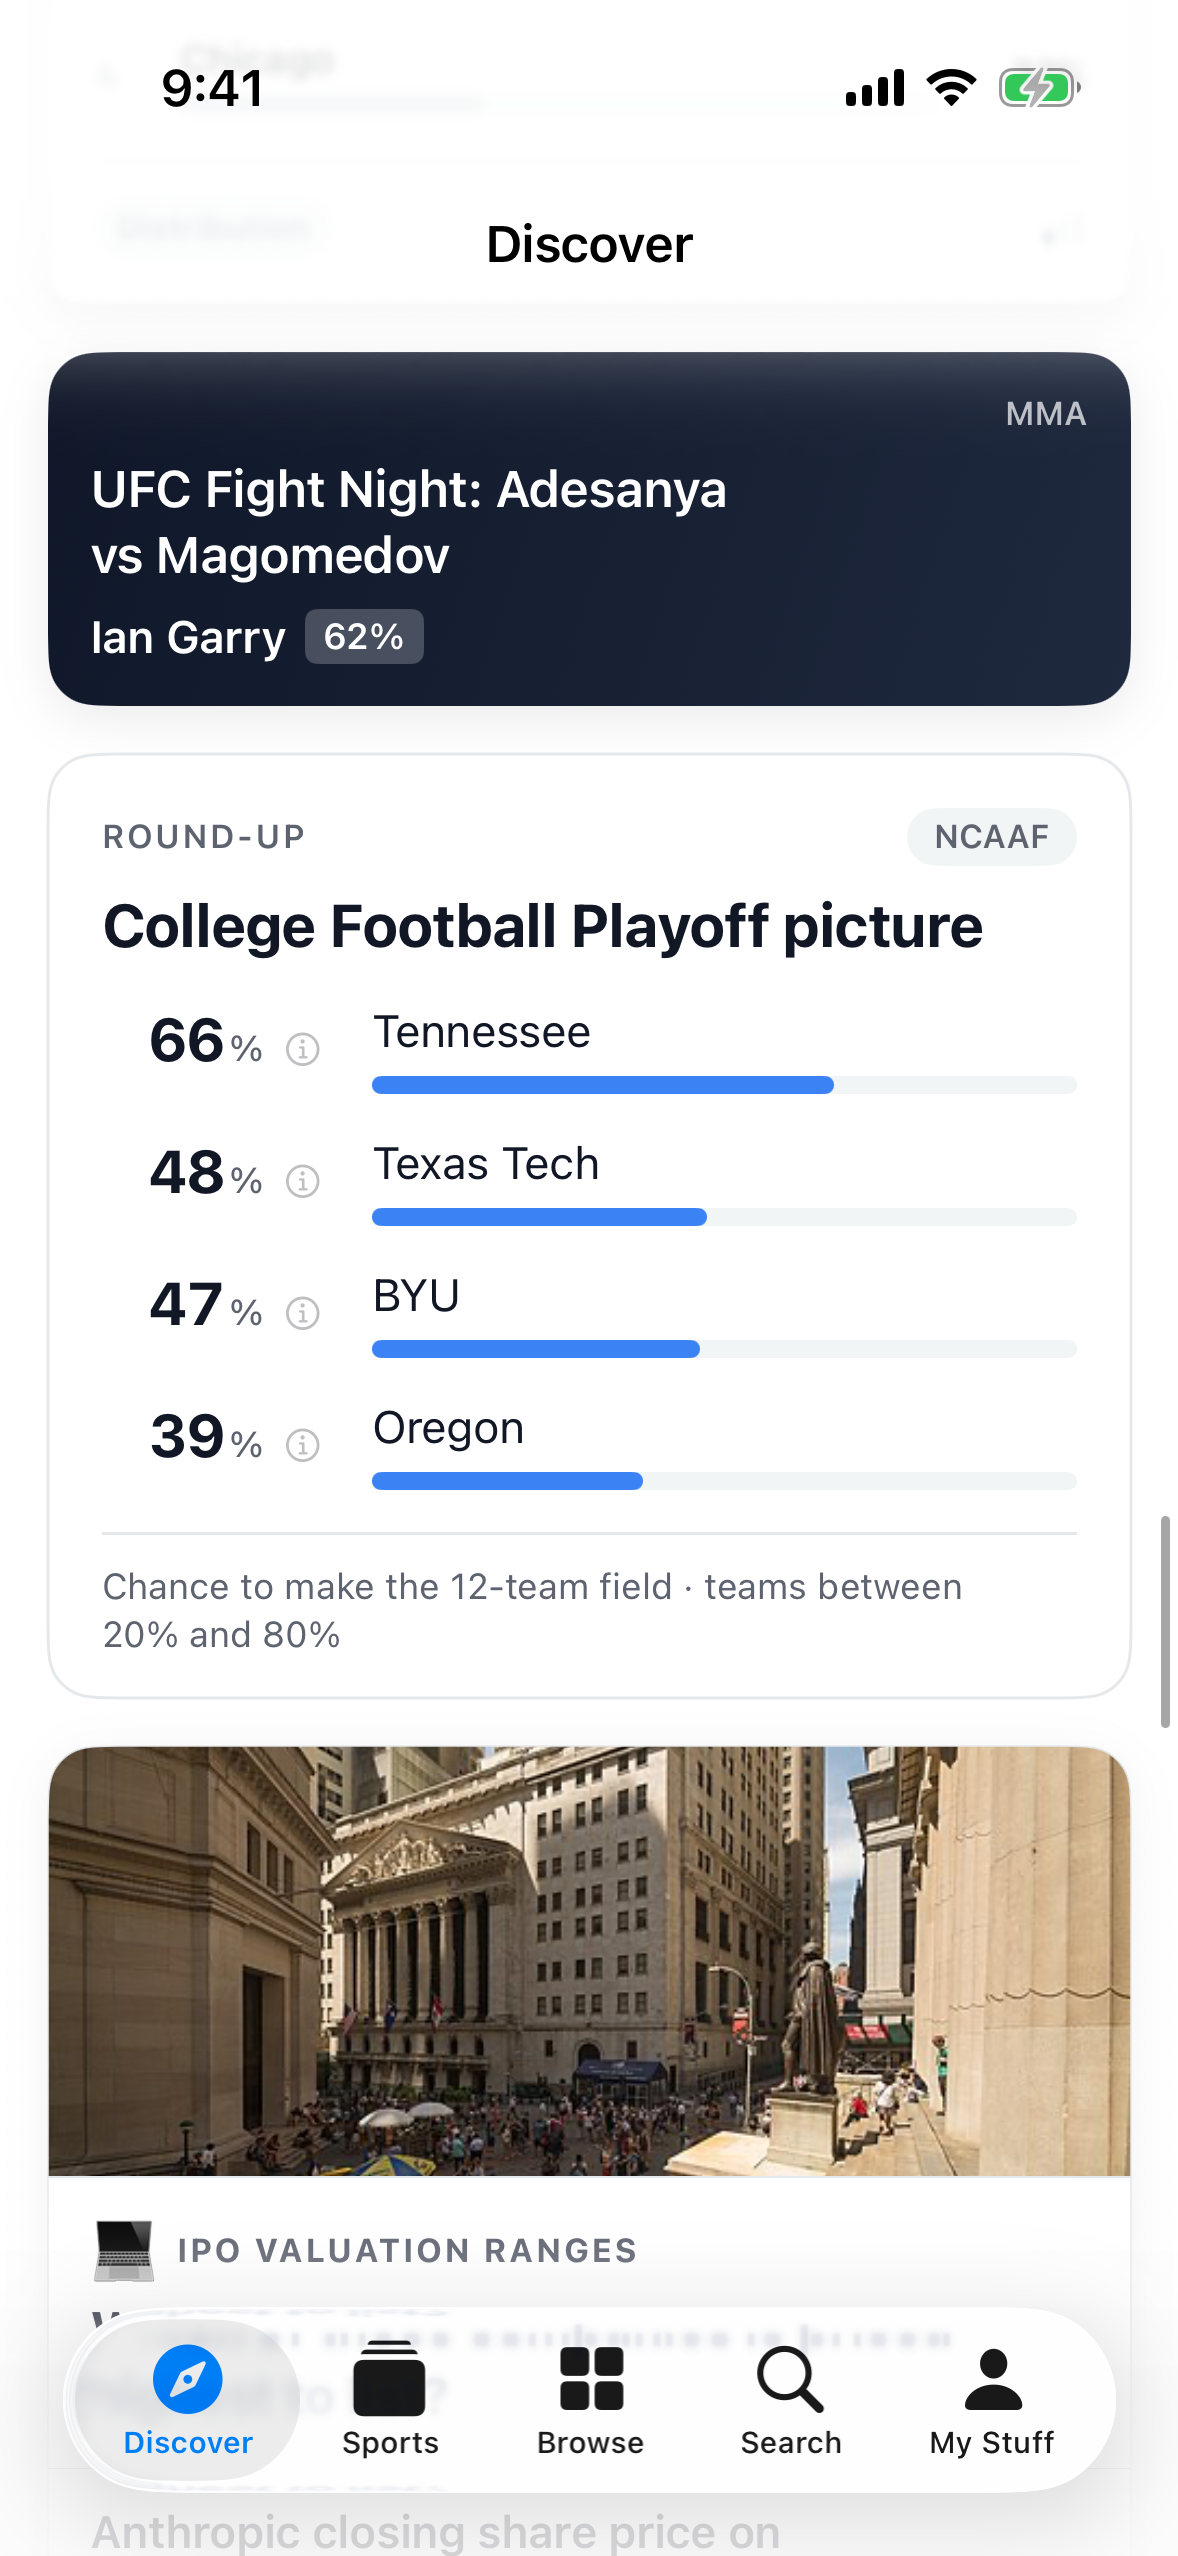 Chicago
9:41
Distribution
Discover
MMA
UFC Fight Night: Adesanya
vs Magomedov
Ian Garry 62%
ROUND-UP NCAAF
College Football Playoff picture
66% Tennessee
48% Texas Tech
47% BYU
39% Oregon
Chance to make the 12-team field · teams between
20% and 80%
IPO VALUATION RANGES
Discover Sports Browse Search My Stuff
Anthropic closing share price on